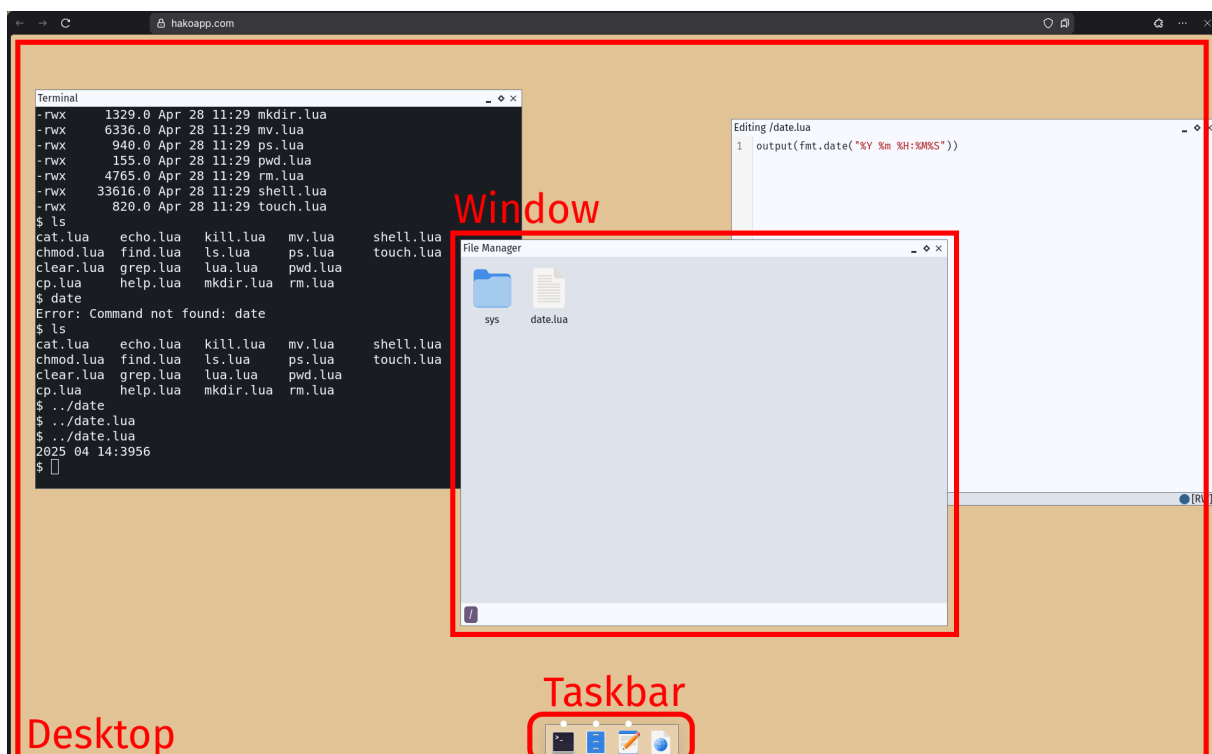 hakoapp.com
Terminal
-rwx 1329.0 Apr 28 11:29 mkdir.lua
-rwx 6336.0 Apr 28 11:29 mv.lua
-rwx 940.0 Apr 28 11:29 ps.lua
-rwx 155.0 Apr 28 11:29 pwd.lua
-rwx 4765.0 Apr 28 11:29 rm.lua
-rwx 33616.0 Apr 28 11:29 shell.lua
-rwx 820.0 Apr 28 11:29 touch.lua
$ ls
cat.lua echo.lua kill.lua mv.lua shell.lua
chmod.lua find.lua ls.lua ps.lua touch.lua
clear.lua grep.lua lua.lua pwd.lua
cp.lua help.lua mkdir.lua rm.lua
$ date
Error: Command not found: date
$ ls
cat.lua echo.lua kill.lua mv.lua shell.lua
chmod.lua find.lua ls.lua ps.lua touch.lua
clear.lua grep.lua lua.lua pwd.lua
cp.lua help.lua mkdir.lua rm.lua
$ ../date
$ ../date.lua
$ ../date.lua
2025 04 14:3956
$
Editing /date.lua
1 output(fmt.date("%Y %m %H:%M%S"))
[RW]
Window
File Manager
sys date.lua
/
Taskbar
Desktop